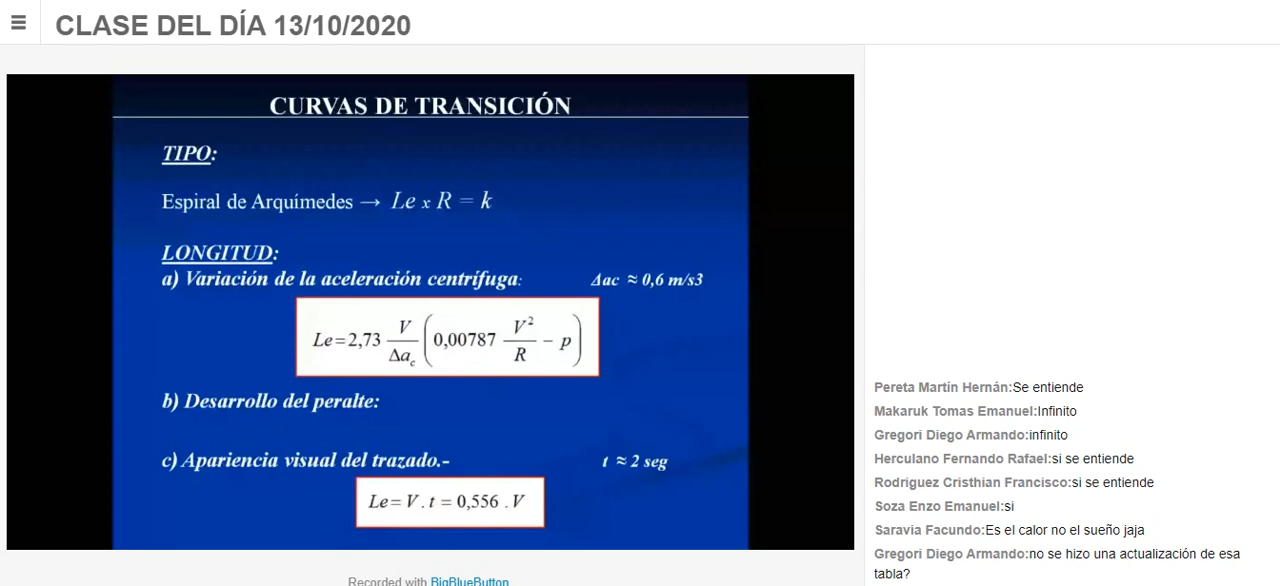 CLASE DEL DÍA 13/10/2020
CURVAS DE TRANSICIÓN
TIPO:
Espiral de Arquímedes → Le x R = k
LONGITUD:
a) Variación de la aceleración centrífuga: Δac ≈ 0,6 m/s3
Le=2,73 V/Δa_c (0,00787 V²/R − p)
b) Desarrollo del peralte:
c) Apariencia visual del trazado.- t ≈ 2 seg
Le= V . t = 0,556 . V
Recorded with BigBlueButton
Pereta Martín Hernán:Se entiende
Makaruk Tomas Emanuel:Infinito
Gregori Diego Armando:infinito
Herculano Fernando Rafael:si se entiende
Rodriguez Cristhian Francisco:si se entiende
Soza Enzo Emanuel:si
Saravia Facundo:Es el calor no el sueño jaja
Gregori Diego Armando:no se hizo una actualización de esa
tabla?